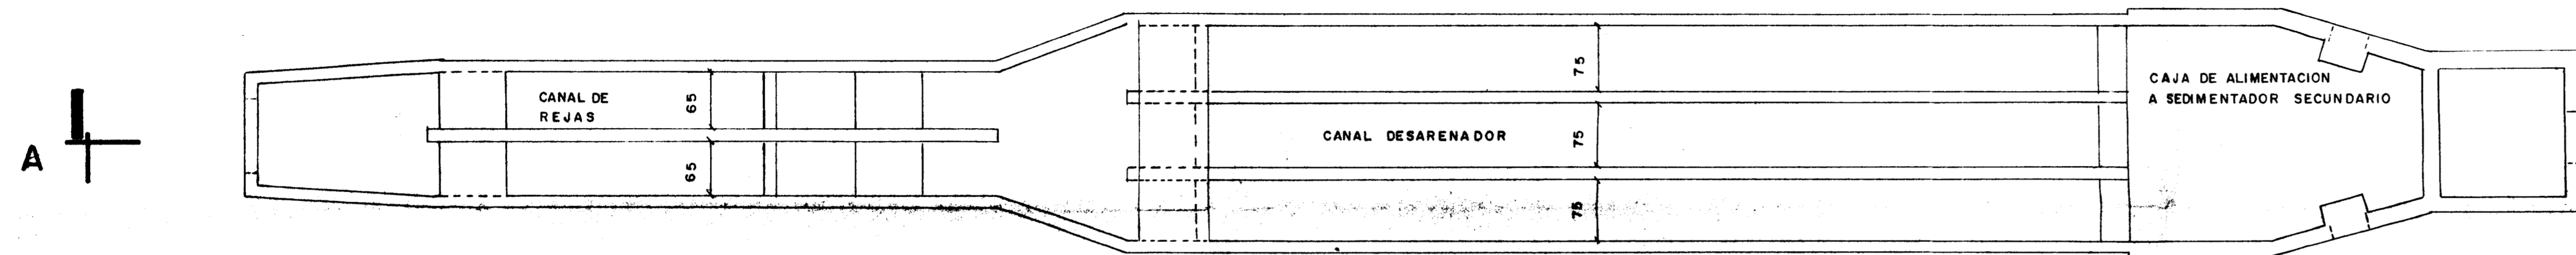 A
CANAL DE
REJAS
65
65
CANAL DESARENADOR
75
75
75
CAJA DE ALIMENTACION
A SEDIMENTADOR SECUNDARIO